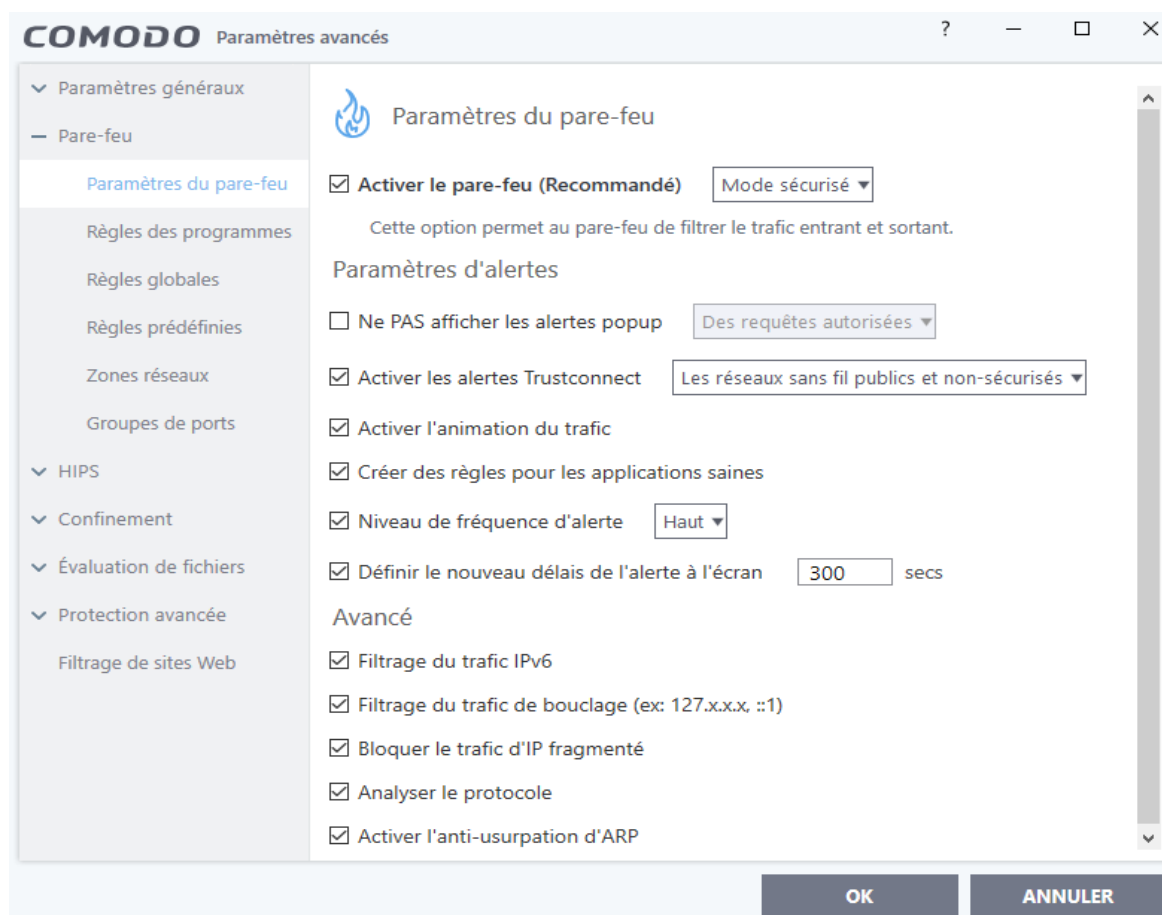 COMODO Paramètres avancés ?
Paramètres généraux
Pare-feu
Paramètres du pare-feu
Règles des programmes
Règles globales
Règles prédéfinies
Zones réseaux
Groupes de ports
HIPS
Confinement
Évaluation de fichiers
Protection avancée
Filtrage de sites Web
Paramètres du pare-feu
Activer le pare-feu (Recommandé) Mode sécurisé
Cette option permet au pare-feu de filtrer le trafic entrant et sortant.
Paramètres d'alertes
Ne PAS afficher les alertes popup Des requêtes autorisées
Activer les alertes Trustconnect Les réseaux sans fil publics et non-sécurisés
Activer l'animation du trafic
Créer des règles pour les applications saines
Niveau de fréquence d'alerte Haut
Définir le nouveau délais de l'alerte à l'écran 300 secs
Avancé
Filtrage du trafic IPv6
Filtrage du trafic de bouclage (ex: 127.x.x.x, ::1)
Bloquer le trafic d'IP fragmenté
Analyser le protocole
Activer l'anti-usurpation d'ARP
OK ANNULER